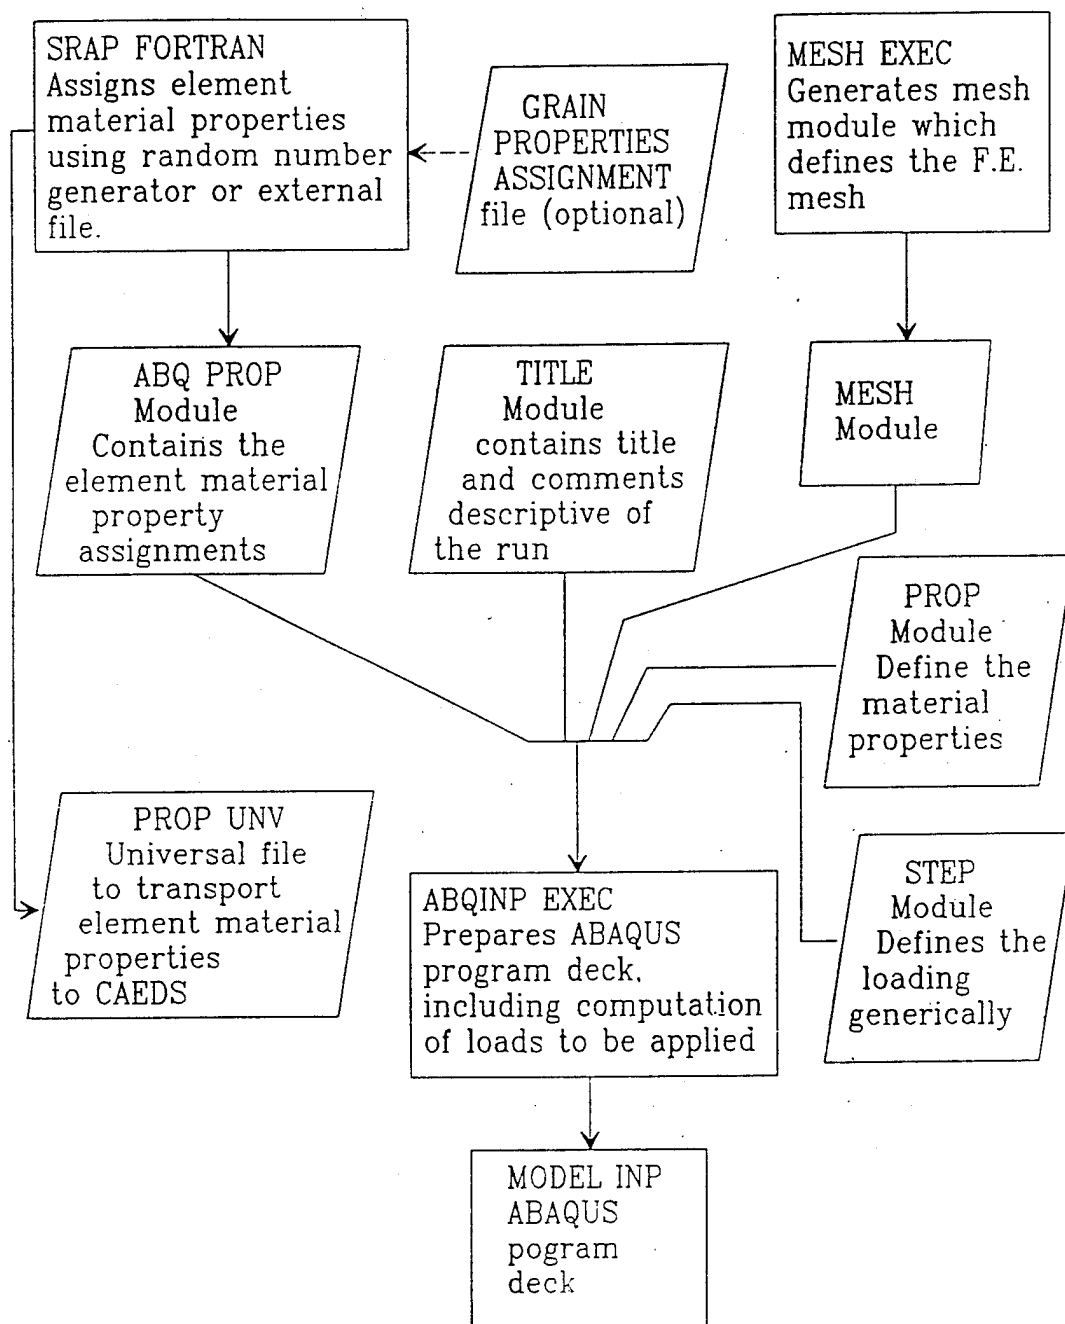 SRAP FORTRAN
Assigns element
material properties
using random number
generator or external
file.
GRAIN
PROPERTIES
ASSIGNMENT
file (optional)
MESH EXEC
Generates mesh
module which
defines the F.E.
mesh
ABQ PROP
Module
Contains the
element material
property
assignments
TITLE
Module
contains title
and comments
descriptive of
the run
MESH
Module
PROP
Module
Define the
material
properties
PROP UNV
Universal file
to transport
element material
properties
to CAEDS
ABQINP EXEC
Prepares ABAQUS
program deck,
including computation
of loads to be applied
STEP
Module
Defines the
loading
generically
MODEL INP
ABAQUS
pogram
deck